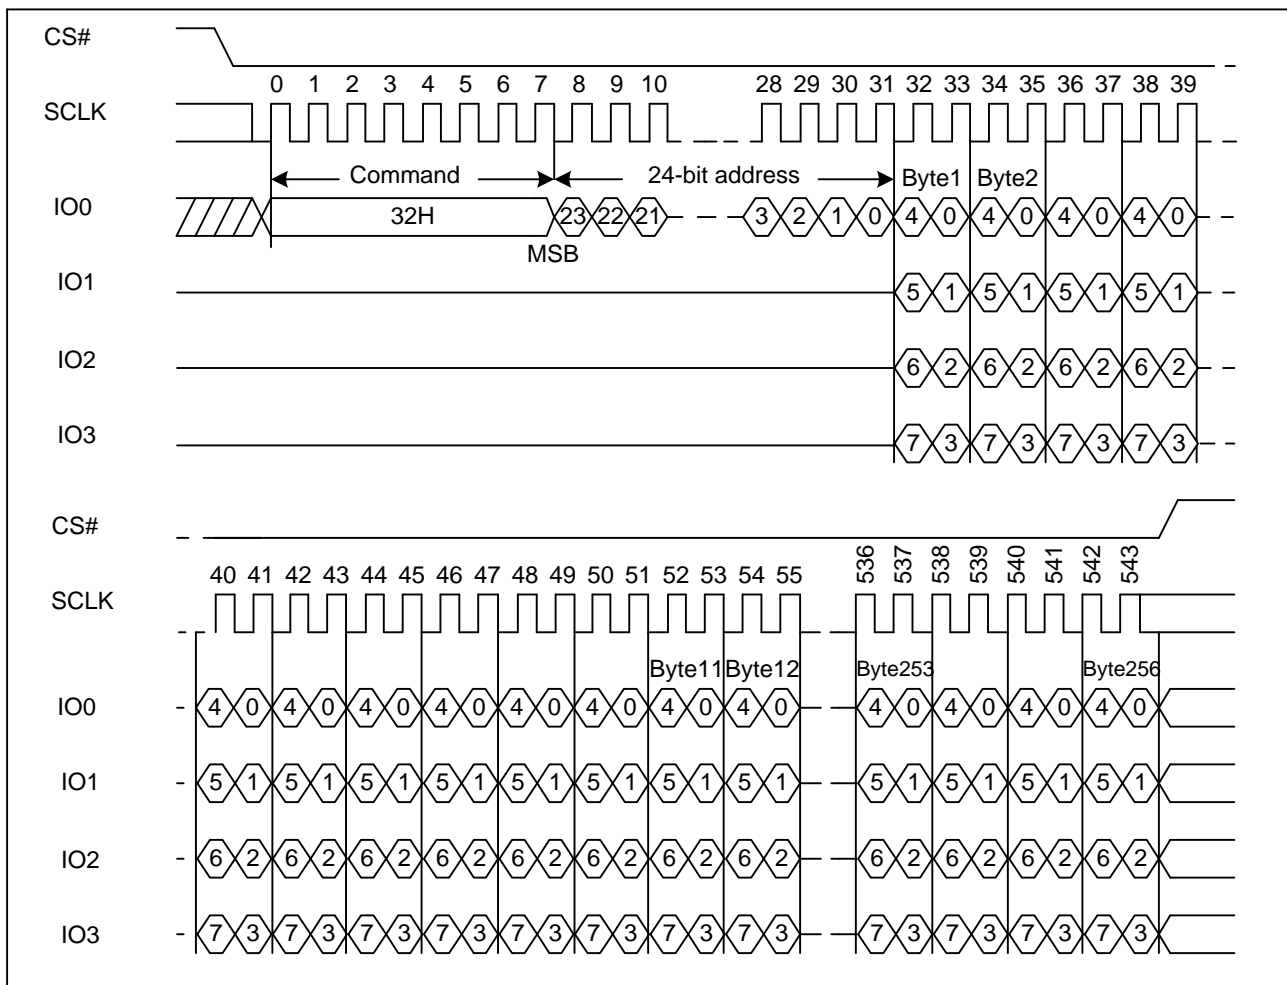 CS#
0 1 2 3 4 5 6 7 8 9 10 28 29 30 31 32 33 34 35 36 37 38 39
SCLK
Command 24-bit address Byte1 Byte2
IO0 32H 23 22 21 3 2 1 0 4 0 4 0 4 0 4 0
MSB
IO1 5 1 5 1 5 1 5 1
IO2 6 2 6 2 6 2 6 2
IO3 7 3 7 3 7 3 7 3
CS#
40 41 42 43 44 45 46 47 48 49 50 51 52 53 54 55 536 537 538 539 540 541 542 543
SCLK
Byte11 Byte12 Byte253 Byte256
IO0 4 0 4 0 4 0 4 0 4 0 4 0 4 0 4 0 4 0 4 0 4 0 4 0
IO1 5 1 5 1 5 1 5 1 5 1 5 1 5 1 5 1 5 1 5 1 5 1 5 1
IO2 6 2 6 2 6 2 6 2 6 2 6 2 6 2 6 2 6 2 6 2 6 2 6 2
IO3 7 3 7 3 7 3 7 3 7 3 7 3 7 3 7 3 7 3 7 3 7 3 7 3